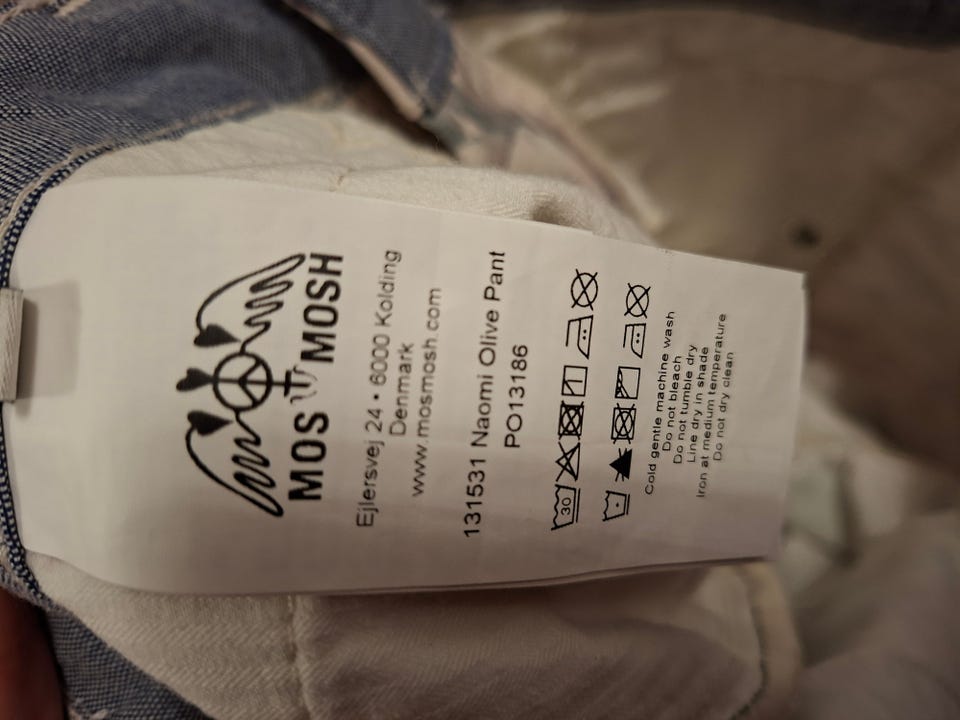 MOS MOSH
Ejlersvej 24 • 6000 Kolding
Denmark
www.mosmosh.com
131531 Naomi Olive Pant
PO13186
30
Cold gentle machine wash
Do not bleach
Do not tumble dry
Line dry in shade
Iron at medium temperature
Do not dry clean